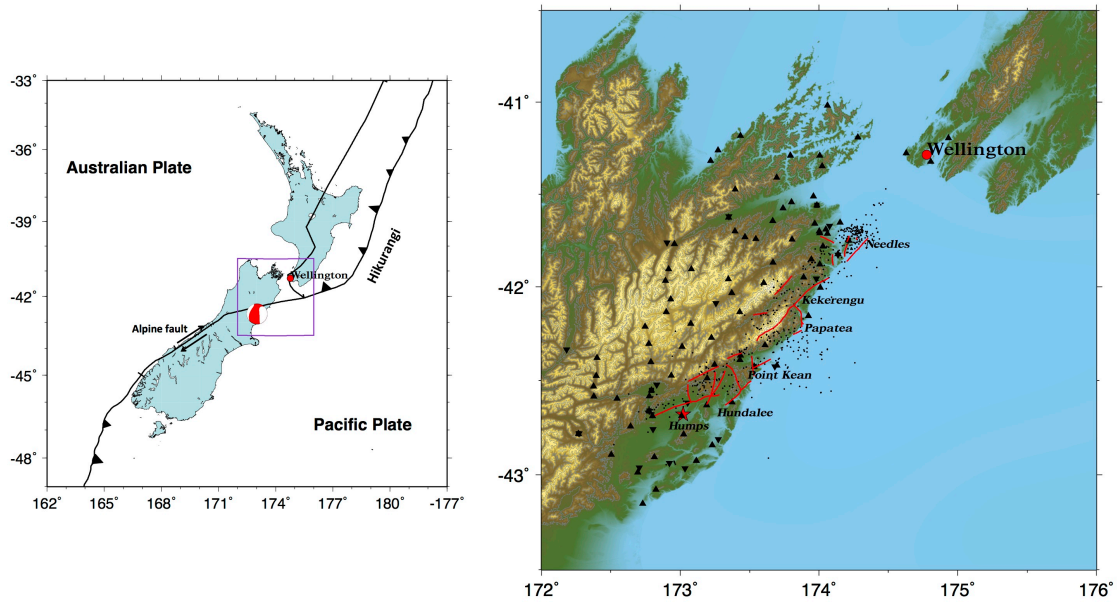 -33°
-36°
-39°
-42°
-45°
-48°
162°
165°
168°
171°
174°
177°
180°
-177°
Australian Plate
Hikurangi
Wellington
Alpine fault
Pacific Plate
-41°
-42°
-43°
172°
173°
174°
175°
176°
Wellington
Needles
Kekerengu
Papatea
Point Kean
Hundalee
Humps